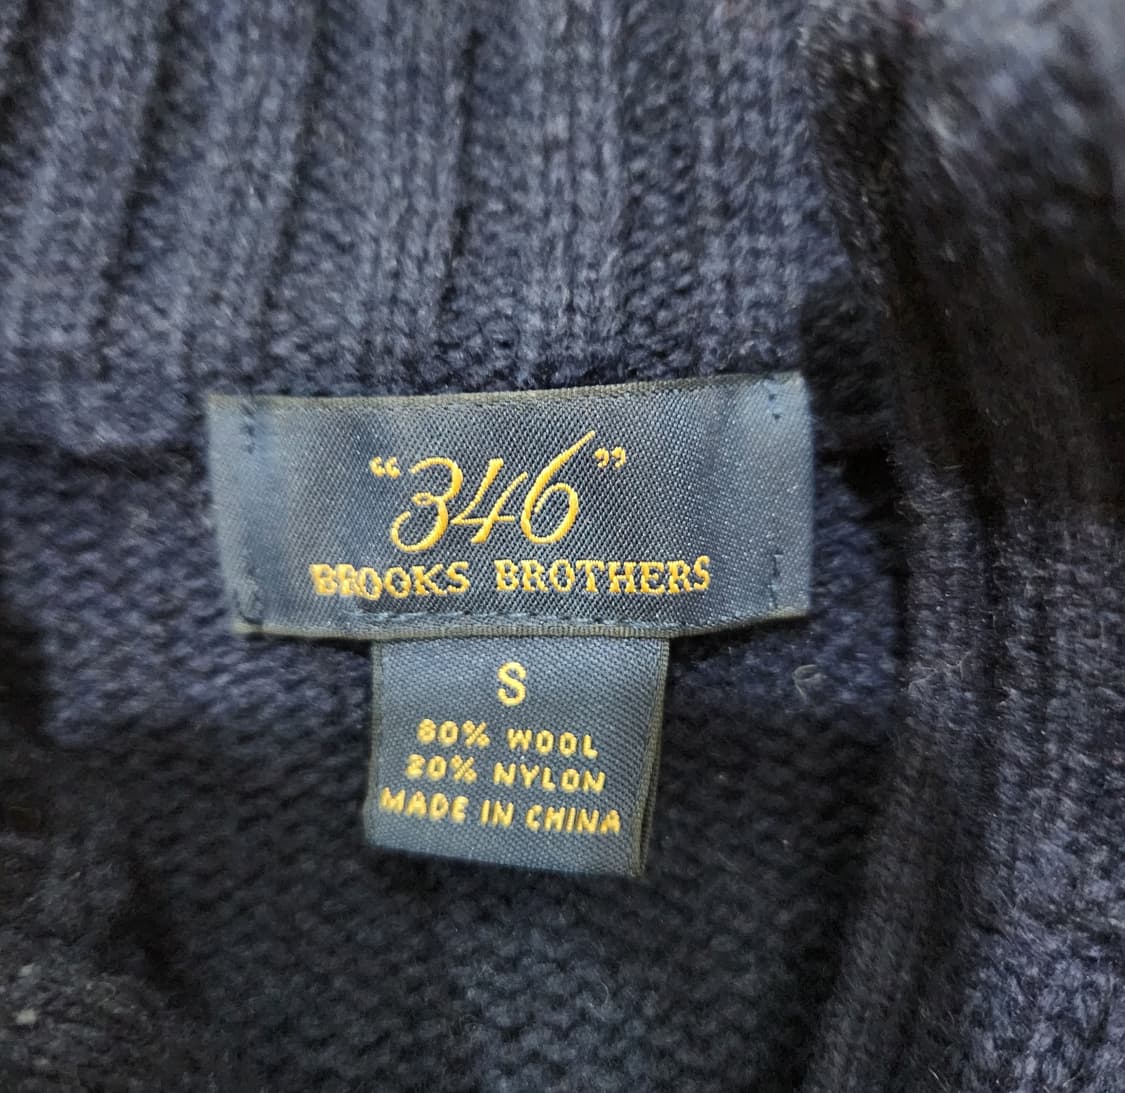 “346”
BROOKS BROTHERS
S
80% WOOL
20% NYLON
MADE IN CHINA